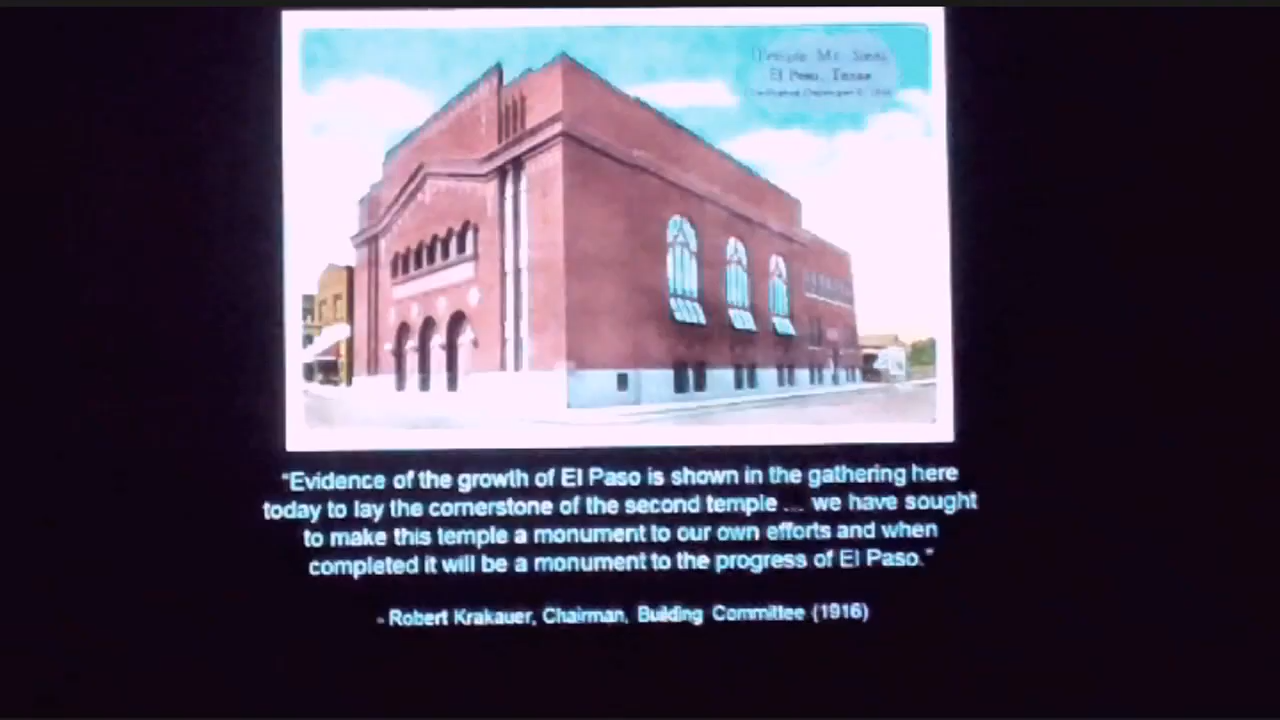 Temple Mt. Sinai
El Paso, Texas
"Evidence of the growth of El Paso is shown in the gathering here
today to lay the cornerstone of the second temple ... we have sought
to make this temple a monument to our own efforts and when
completed it will be a monument to the progress of El Paso."
- Robert Krakauer, Chairman, Building Committee (1916)